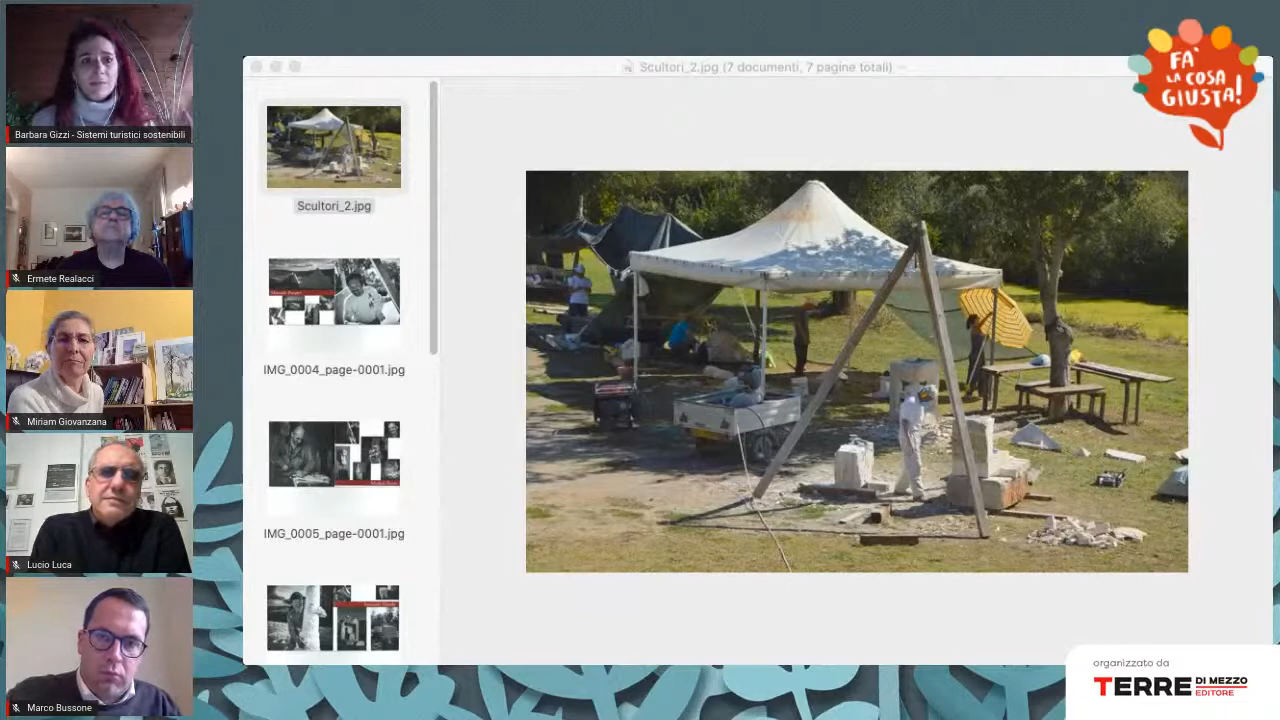 Barbara Gizzi - Sistemi turistici sostenibili
Ermete Realacci
Miriam Giovanzana
Lucio Luca
Marco Bussone
Scultori_2.jpg (7 documenti, 7 pagine totali)
Scultori_2.jpg
IMG_0004_page-0001.jpg
IMG_0005_page-0001.jpg
FA'
LA COSA
GIUSTA!
organizzato da
TERRE DI MEZZO
EDITORE